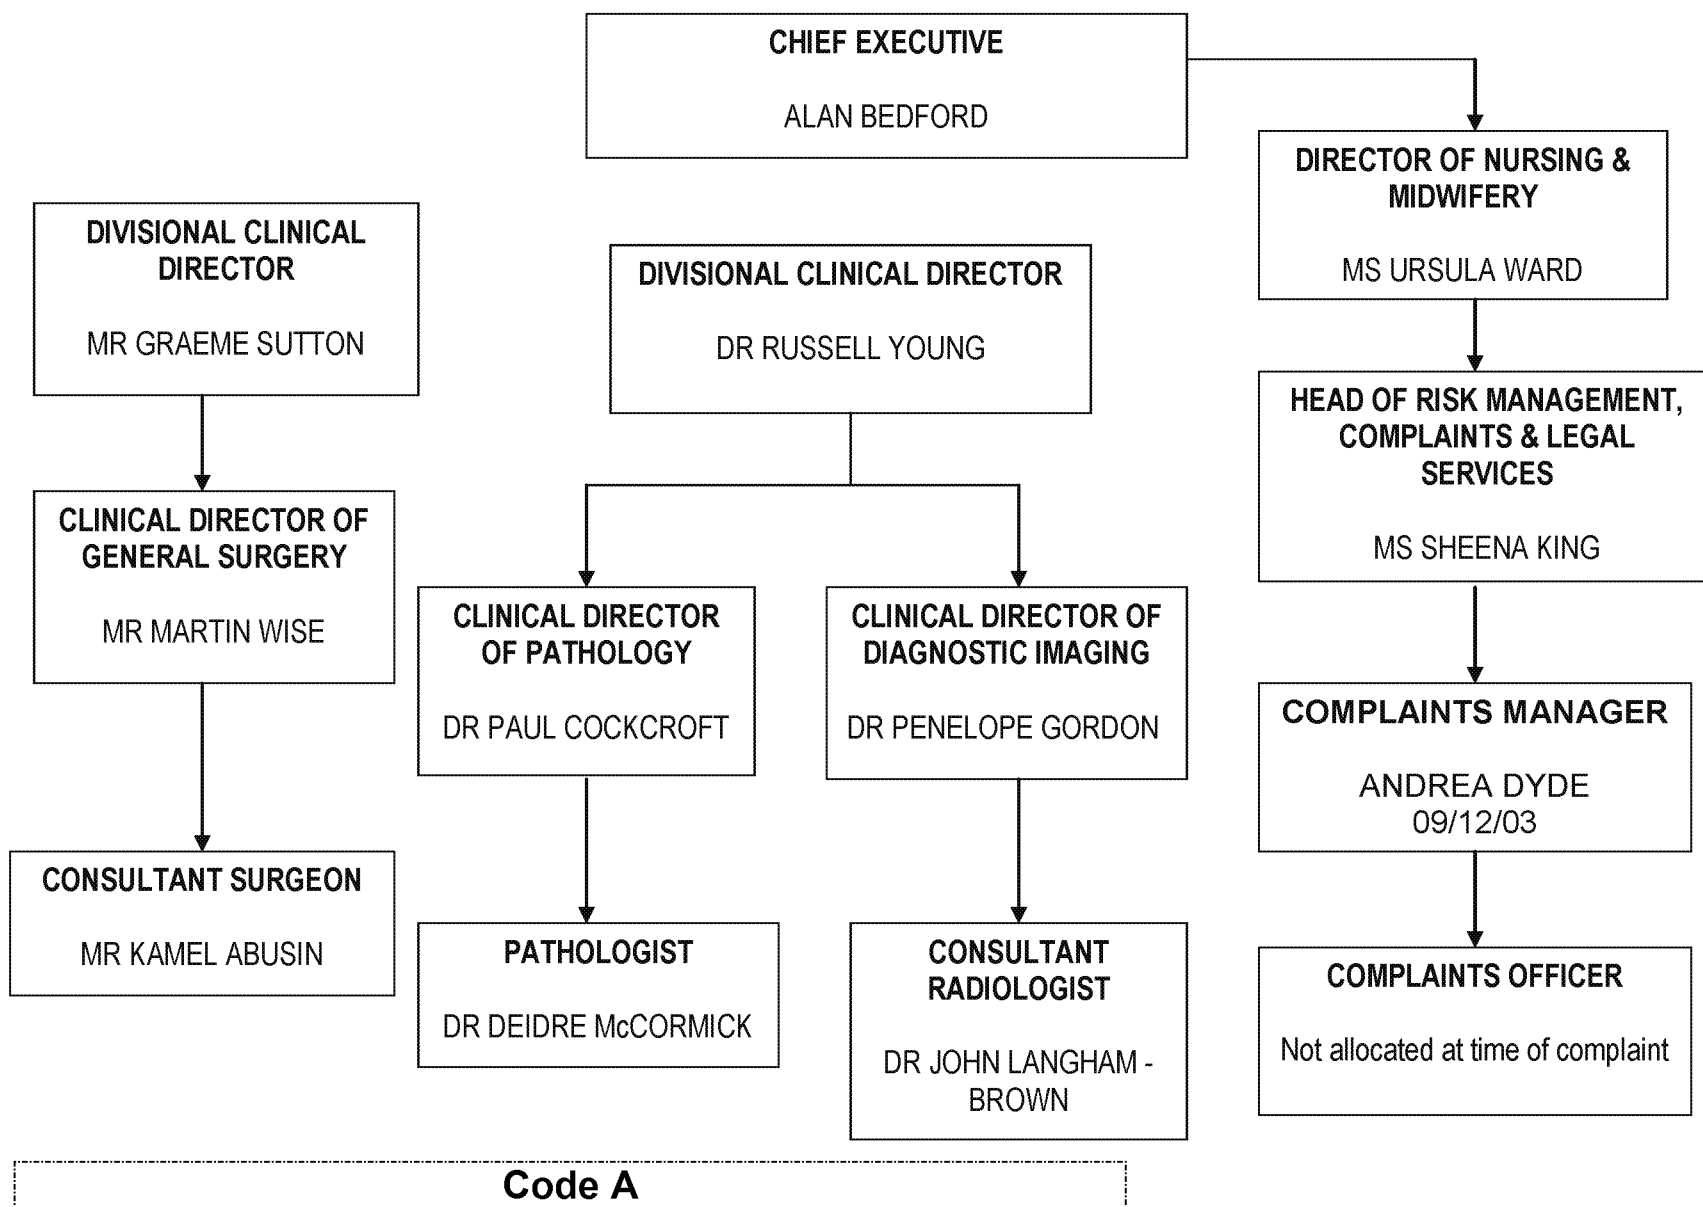 CHIEF EXECUTIVE
ALAN BEDFORD
DIRECTOR OF NURSING &
MIDWIFERY
MS URSULA WARD
DIVISIONAL CLINICAL
DIRECTOR
MR GRAEME SUTTON
DIVISIONAL CLINICAL DIRECTOR
DR RUSSELL YOUNG
HEAD OF RISK MANAGEMENT,
COMPLAINTS & LEGAL
SERVICES
MS SHEENA KING
CLINICAL DIRECTOR OF
GENERAL SURGERY
MR MARTIN WISE
CLINICAL DIRECTOR
OF PATHOLOGY
DR PAUL COCKCROFT
CLINICAL DIRECTOR OF
DIAGNOSTIC IMAGING
DR PENELOPE GORDON
COMPLAINTS MANAGER
ANDREA DYDE
09/12/03
CONSULTANT SURGEON
MR KAMEL ABUSIN
PATHOLOGIST
DR DEIDRE McCORMICK
CONSULTANT
RADIOLOGIST
DR JOHN LANGHAM -
BROWN
COMPLAINTS OFFICER
Not allocated at time of complaint
Code A